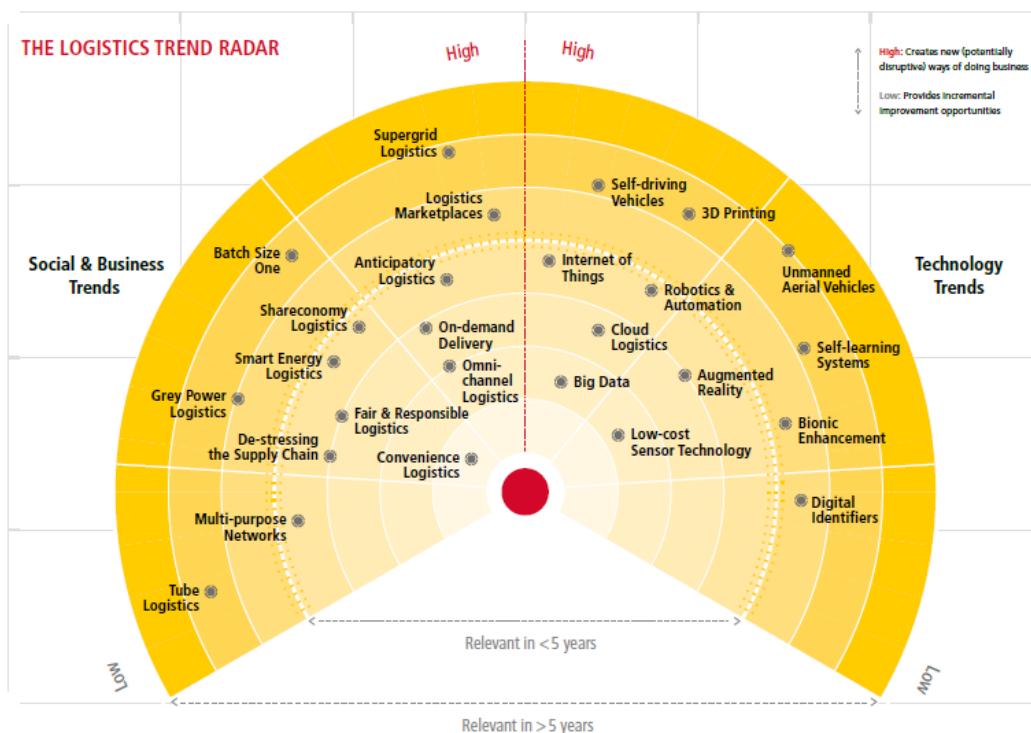 THE LOGISTICS TREND RADAR
High
High
High: Creates new (potentially
disruptive) ways of doing business
Low: Provides incremental
improvement opportunities
Social & Business
Trends
Technology
Trends
Supergrid
Logistics
Logistics
Marketplaces
Batch Size
One
Anticipatory
Logistics
Shareconomy
Logistics
On-demand
Delivery
Smart Energy
Logistics
Omni-
channel
Logistics
Grey Power
Logistics
Fair & Responsible
Logistics
De-stressing
the Supply Chain
Convenience
Logistics
Multi-purpose
Networks
Tube
Logistics
Self-driving
Vehicles
3D Printing
Unmanned
Aerial Vehicles
Internet of
Things
Robotics &
Automation
Cloud
Logistics
Self-learning
Systems
Augmented
Reality
Big Data
Bionic
Enhancement
Low-cost
Sensor Technology
Digital
Identifiers
Low
Low
Relevant in <5 years
Relevant in >5 years